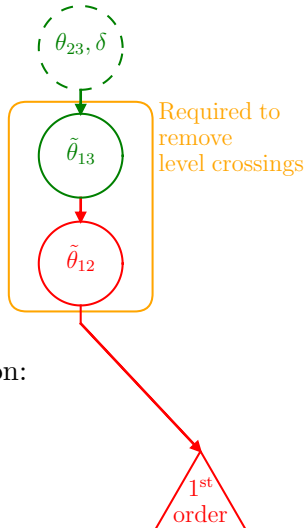 θ₂₃, δ
Required to
remove
level crossings
θ̃₁₃
θ̃₁₂
on:
1ˢᵗ
order